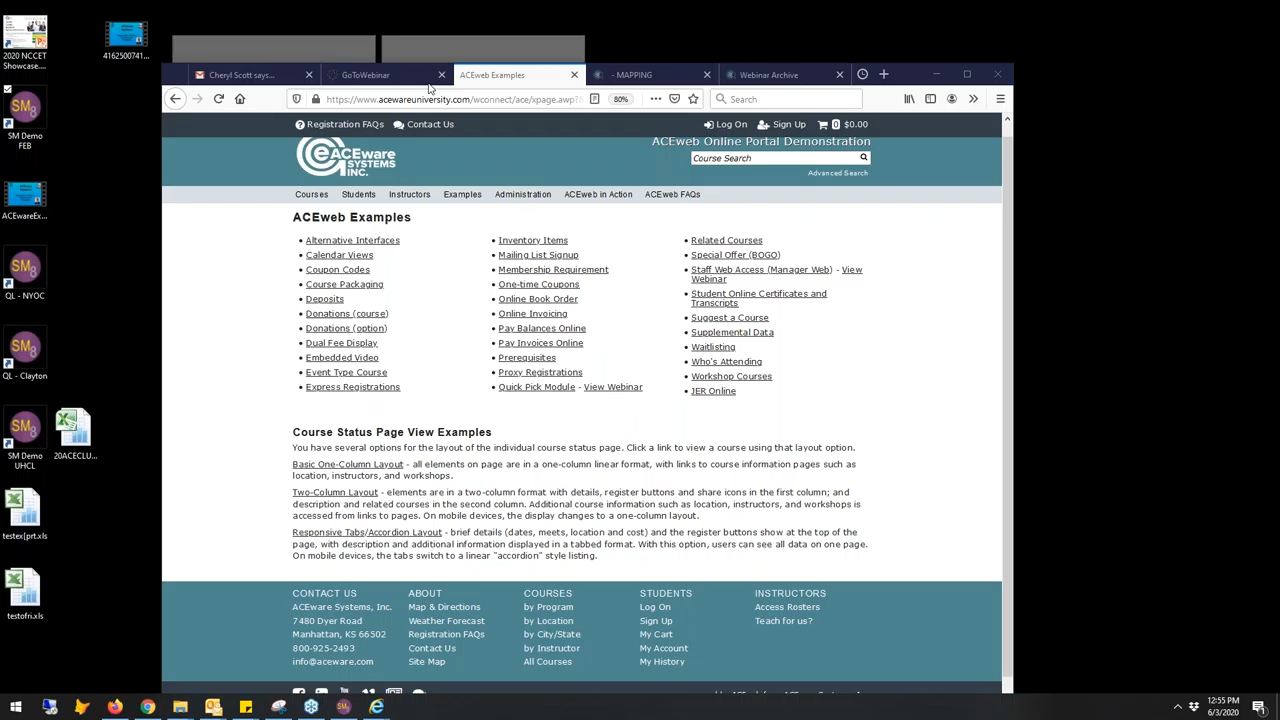 2020 NCCET
Showcase....
4162500741...
SM Demo
FEB
ACEwareEx...
QL - NYOC
QL - Clayton
SM Demo
UHCL
20ACECLU...
testex[prt.xls
testofri.xls
Cheryl Scott says...
GoToWebinar
ACEweb Examples
- MAPPING
Webinar Archive
https://www.acewareuniversity.com/wconnect/ace/xpage.awp?
80%
Search
Registration FAQs
Contact Us
Log On
Sign Up
0 $0.00
ACEware
SYSTEMS
INC.
ACEweb Online Portal Demonstration
Course Search
Advanced Search
Courses Students Instructors Examples Administration ACEweb in Action ACEweb FAQs
ACEweb Examples
• Alternative Interfaces
• Calendar Views
• Coupon Codes
• Course Packaging
• Deposits
• Donations (course)
• Donations (option)
• Dual Fee Display
• Embedded Video
• Event Type Course
• Express Registrations
• Inventory Items
• Mailing List Signup
• Membership Requirement
• One-time Coupons
• Online Book Order
• Online Invoicing
• Pay Balances Online
• Pay Invoices Online
• Prerequisites
• Proxy Registrations
• Quick Pick Module - View Webinar
• Related Courses
• Special Offer (BOGO)
• Staff Web Access (Manager Web) - View
Webinar
• Student Online Certificates and
Transcripts
• Suggest a Course
• Supplemental Data
• Waitlisting
• Who's Attending
• Workshop Courses
• JER Online
Course Status Page View Examples
You have several options for the layout of the individual course status page. Click a link to view a course using that layout option.
Basic One-Column Layout - all elements on page are in a one-column linear format, with links to course information pages such as
location, instructors, and workshops.
Two-Column Layout - elements are in a two-column format with details, register buttons and share icons in the first column; and
description and related courses in the second column. Additional course information such as location, instructors, and workshops is
accessed from links to pages. On mobile devices, the display changes to a one-column layout.
Responsive Tabs/Accordion Layout - brief details (dates, meets, location and cost) and the register buttons show at the top of the
page, with description and additional information displayed in a tabbed format. With this option, users can see all data on one page.
On mobile devices, the tabs switch to a linear "accordion" style listing.
CONTACT US
ACEware Systems, Inc.
7480 Dyer Road
Manhattan, KS 66502
800-925-2493
info@aceware.com
ABOUT
Map & Directions
Weather Forecast
Registration FAQs
Contact Us
Site Map
COURSES
by Program
by Location
by City/State
by Instructor
All Courses
STUDENTS
Log On
Sign Up
My Cart
My Account
My History
INSTRUCTORS
Access Rosters
Teach for us?
12:55 PM
6/3/2020